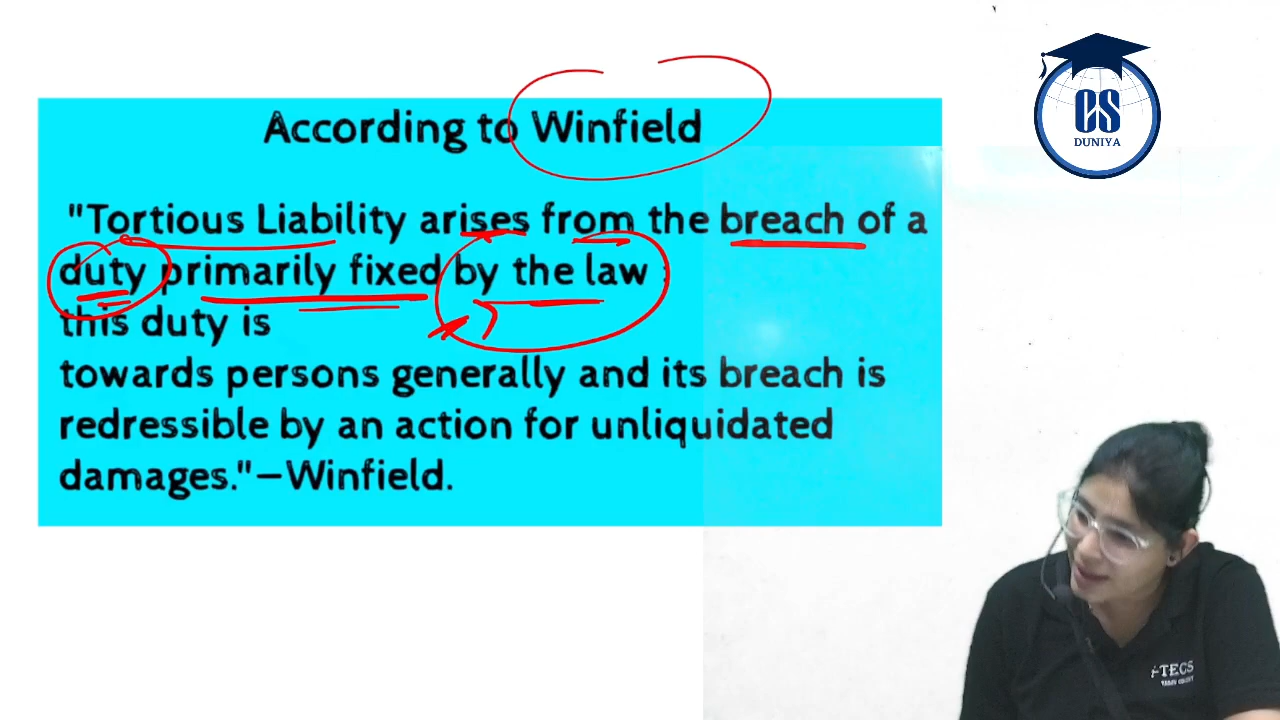 According to Winfield
"Tortious Liability arises from the breach of a
duty primarily fixed by the law :
this duty is
towards persons generally and its breach is
redressible by an action for unliquidated
damages."–Winfield.
CS
DUNIYA